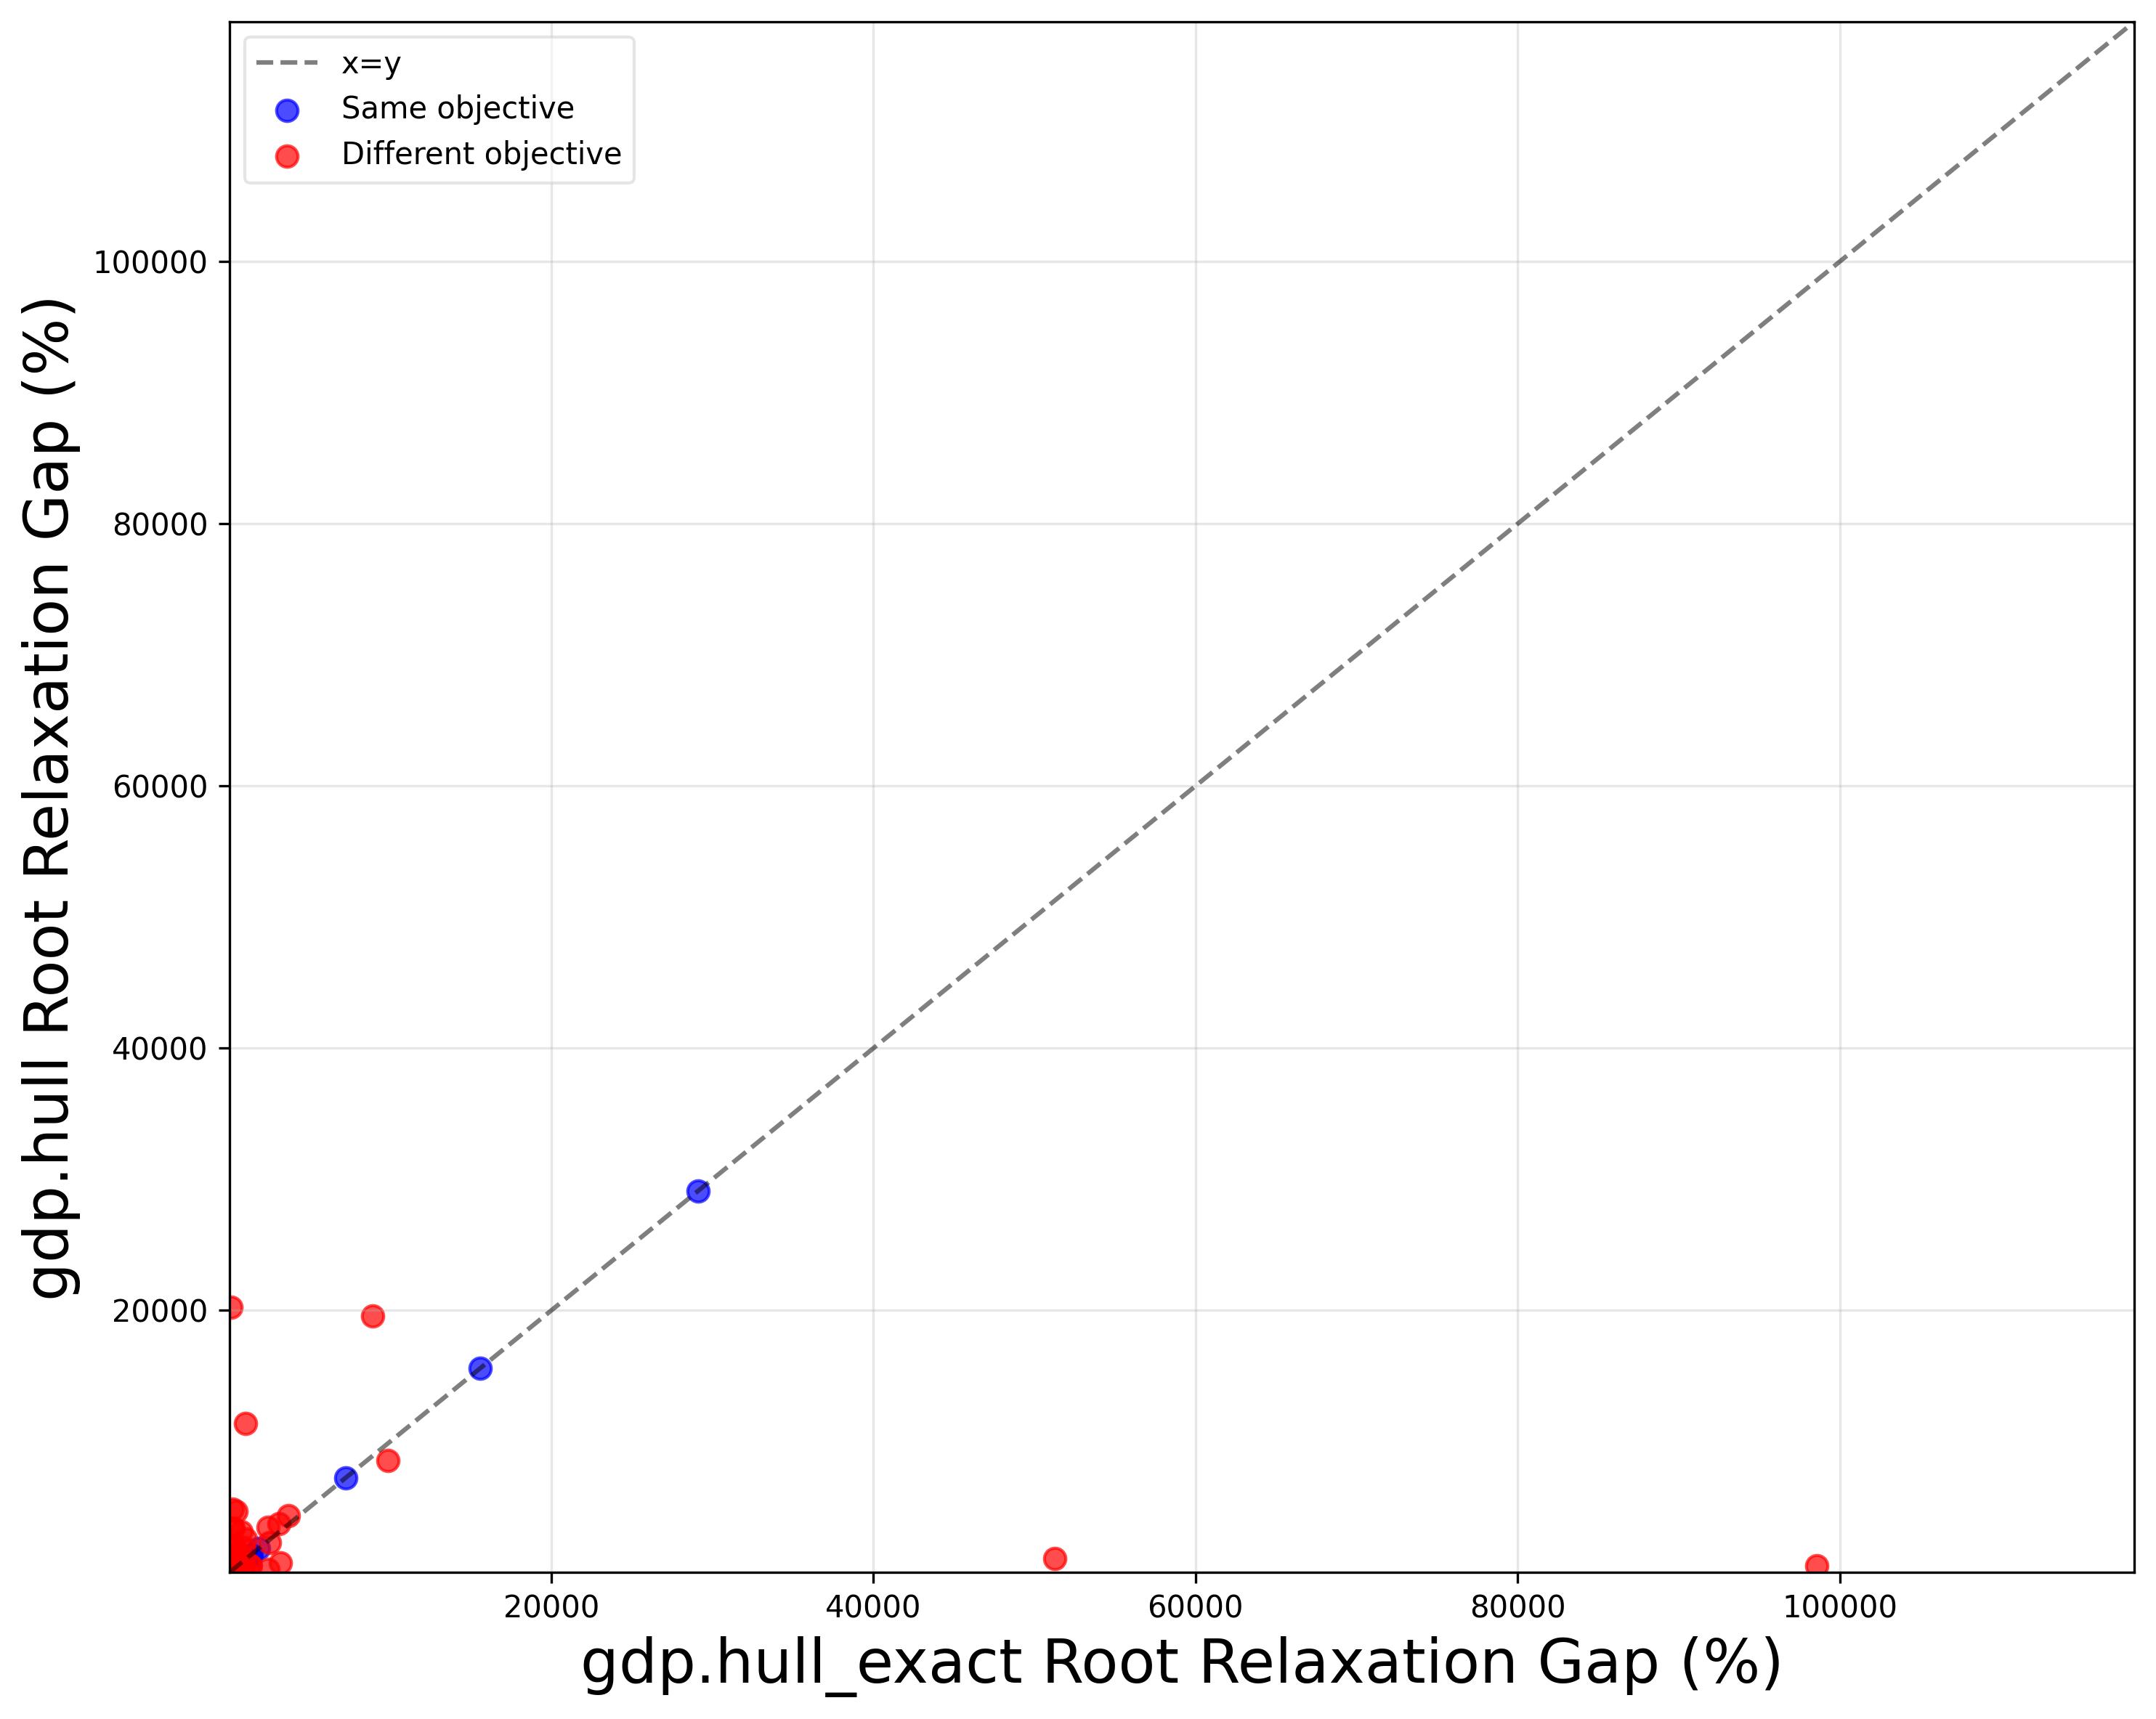 x=y
Same objective
Different objective
gdp.hull Root Relaxation Gap (%)
100000
80000
60000
40000
20000
20000 40000 60000 80000 100000
gdp.hull_exact Root Relaxation Gap (%)